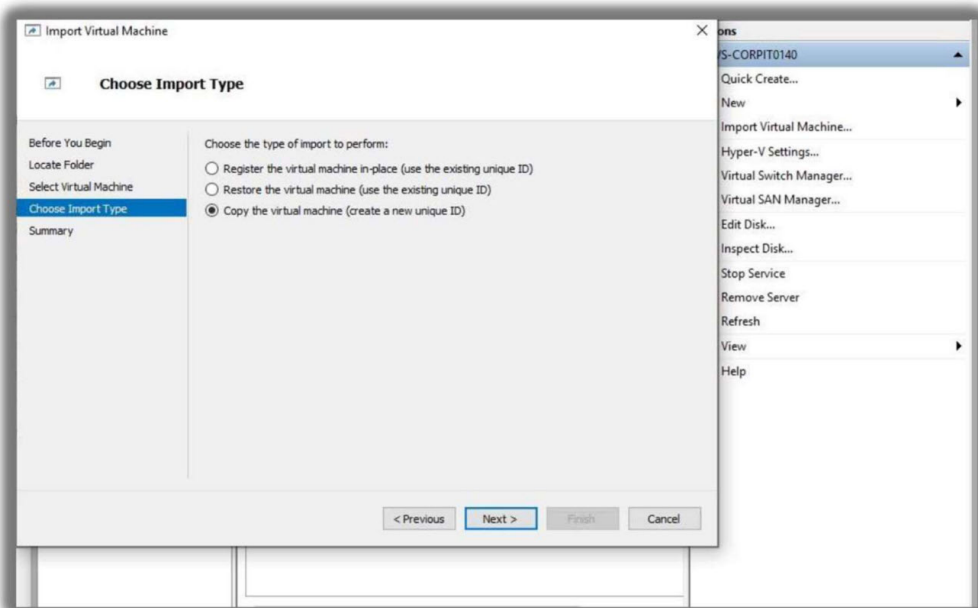 Import Virtual Machine
Choose Import Type
Before You Begin
Locate Folder
Select Virtual Machine
Choose Import Type
Summary
Choose the type of import to perform:
Register the virtual machine in-place (use the existing unique ID)
Restore the virtual machine (use the existing unique ID)
Copy the virtual machine (create a new unique ID)
< Previous
Next >
Finish
Cancel
ons
S-CORPIT0140
Quick Create...
New
Import Virtual Machine...
Hyper-V Settings...
Virtual Switch Manager...
Virtual SAN Manager...
Edit Disk...
Inspect Disk...
Stop Service
Remove Server
Refresh
View
Help